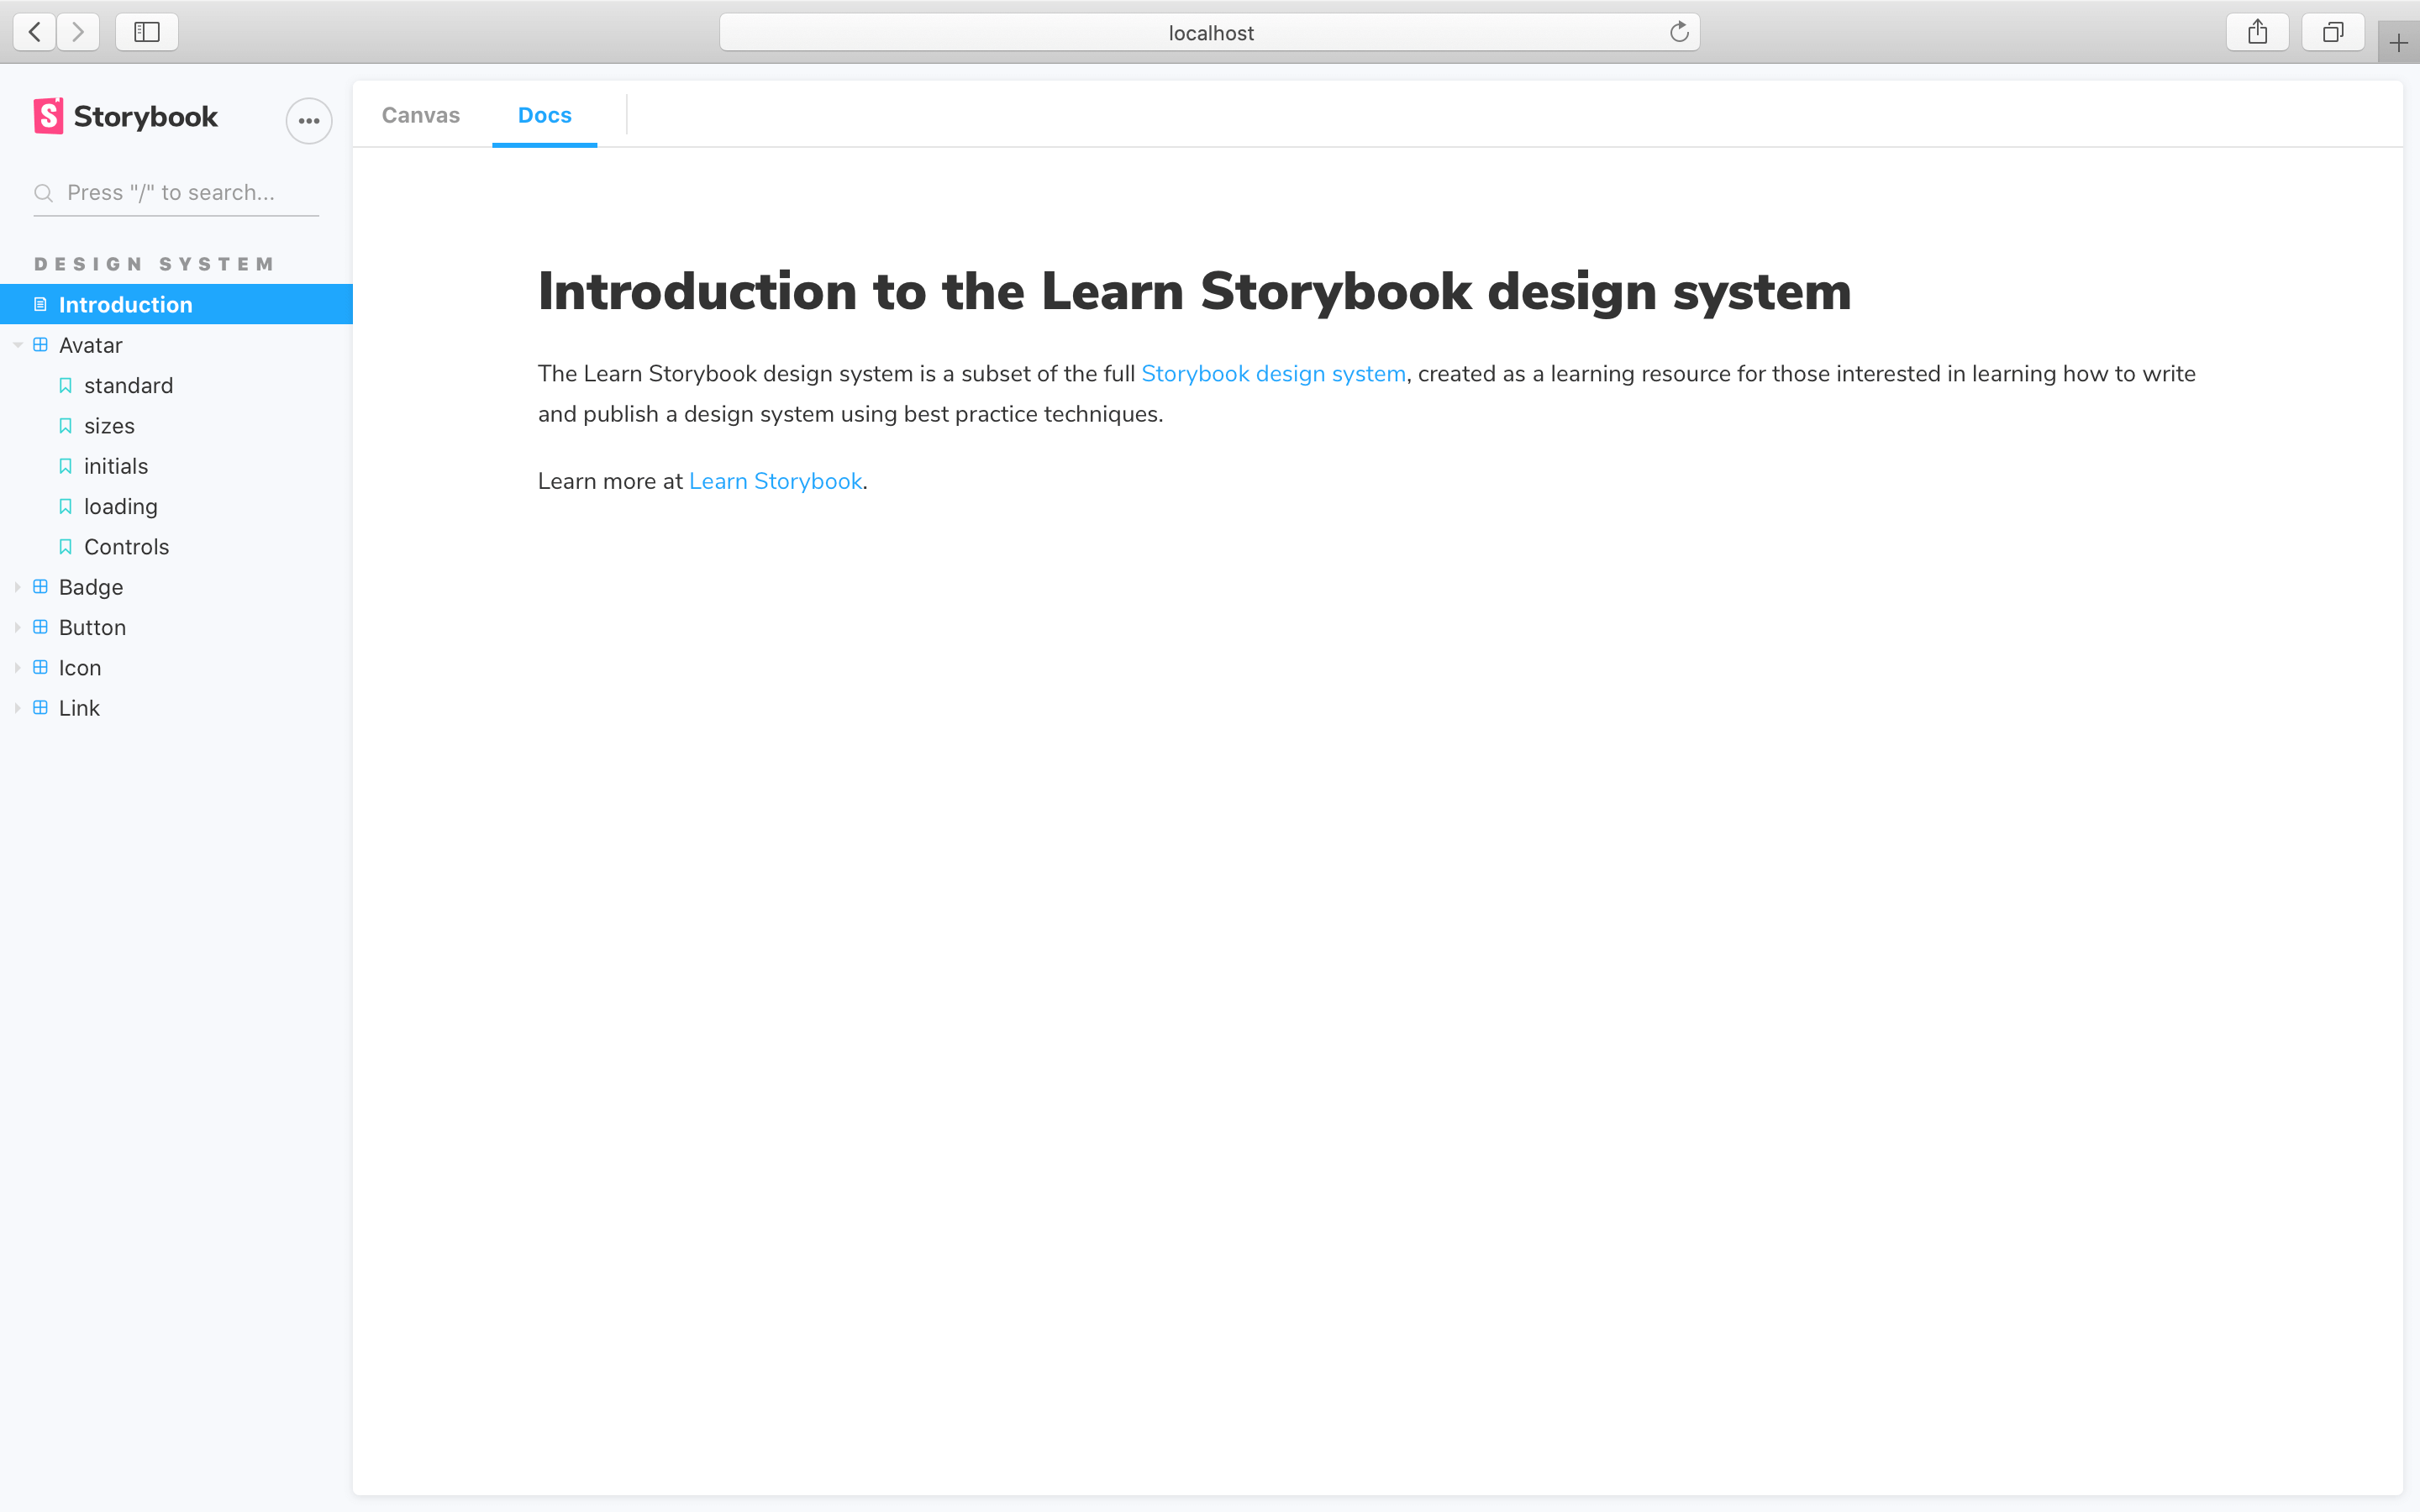 localhost
Storybook
Press "/" to search...
DESIGN SYSTEM
Introduction
Avatar
standard
sizes
initials
loading
Controls
Badge
Button
Icon
Link
Canvas Docs
Introduction to the Learn Storybook design system
The Learn Storybook design system is a subset of the full Storybook design system, created as a learning resource for those interested in learning how to write
and publish a design system using best practice techniques.
Learn more at Learn Storybook.